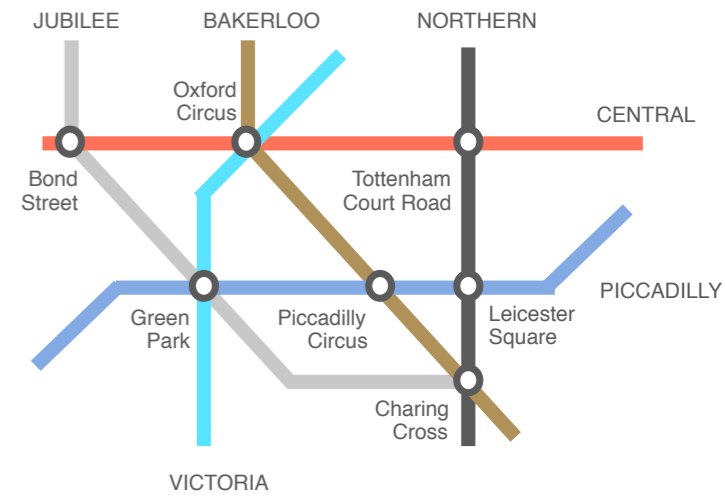 JUBILEE
BAKERLOO
NORTHERN
Oxford
Circus
CENTRAL
Bond
Street
Tottenham
Court Road
PICCADILLY
Green
Park
Piccadilly
Circus
Leicester
Square
Charing
Cross
VICTORIA